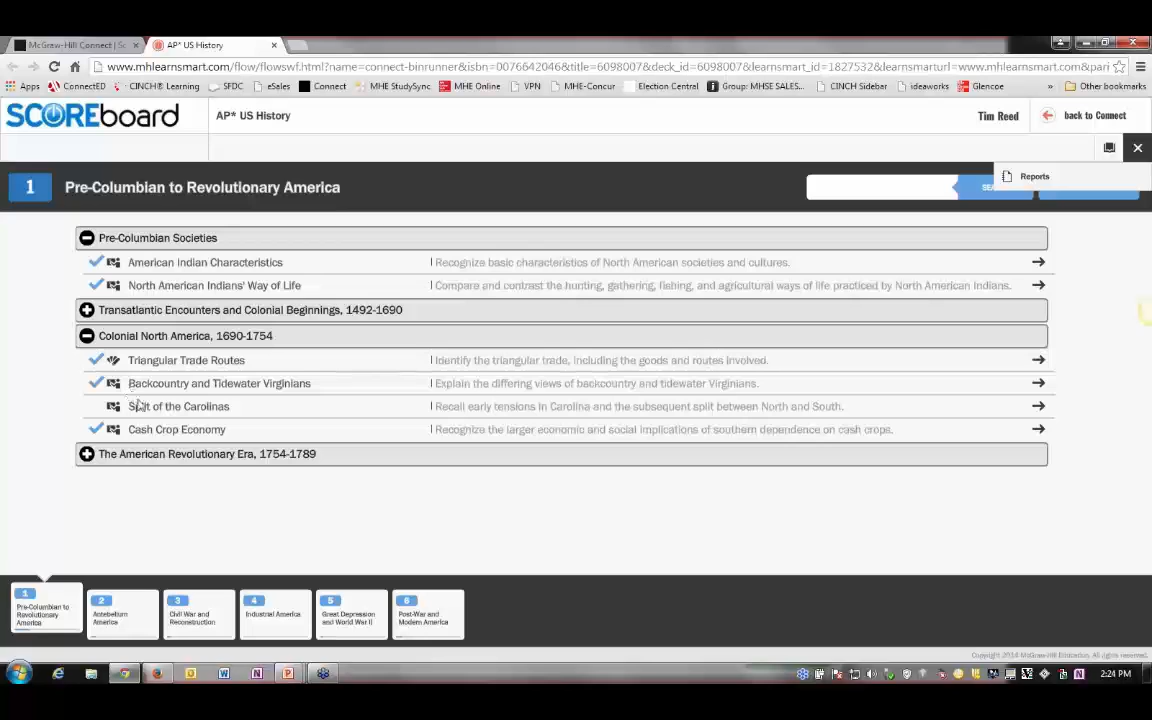 McGraw-Hill Connect | Sc
AP* US History
www.mhlearnsmart.com/flow/flowswf.html?name=connect-binrunner&isbn=0076642046&title=6098007&deck_id=6098007&learnsmart_id=1827532&learnsmarturl=www.mhlearnsmart.com&pari
Apps ConnectED CINCH® Learning SFDC eSales Connect MHE StudySync MHE Online VPN MHE-Concur Election Central Group: MHSE SALES... CINCH Sidebar ideaworks Glencoe » Other bookmarks
SCOREboard AP* US History Tim Reed back to Connect
Reports
1 Pre-Columbian to Revolutionary America
Pre-Columbian Societies
American Indian Characteristics | Recognize basic characteristics of North American societies and cultures.
North American Indians' Way of Life | Compare and contrast the hunting, gathering, fishing, and agricultural ways of life practiced by North American Indians.
Transatlantic Encounters and Colonial Beginnings, 1492-1690
Colonial North America, 1690-1754
Triangular Trade Routes | Identify the triangular trade, including the goods and routes involved.
Backcountry and Tidewater Virginians | Explain the differing views of backcountry and tidewater Virginians.
Split of the Carolinas | Recall early tensions in Carolina and the subsequent split between North and South.
Cash Crop Economy | Recognize the larger economic and social implications of southern dependence on cash crops.
The American Revolutionary Era, 1754-1789
1 2 3 4 5 6
Pre-Columbian to Revolutionary America
Antebellum America
Civil War and Reconstruction
Industrial America
Great Depression and World War II
Post-War and Modern America
Copyright 2014 McGraw-Hill Education. All rights reserved.
2:24 PM